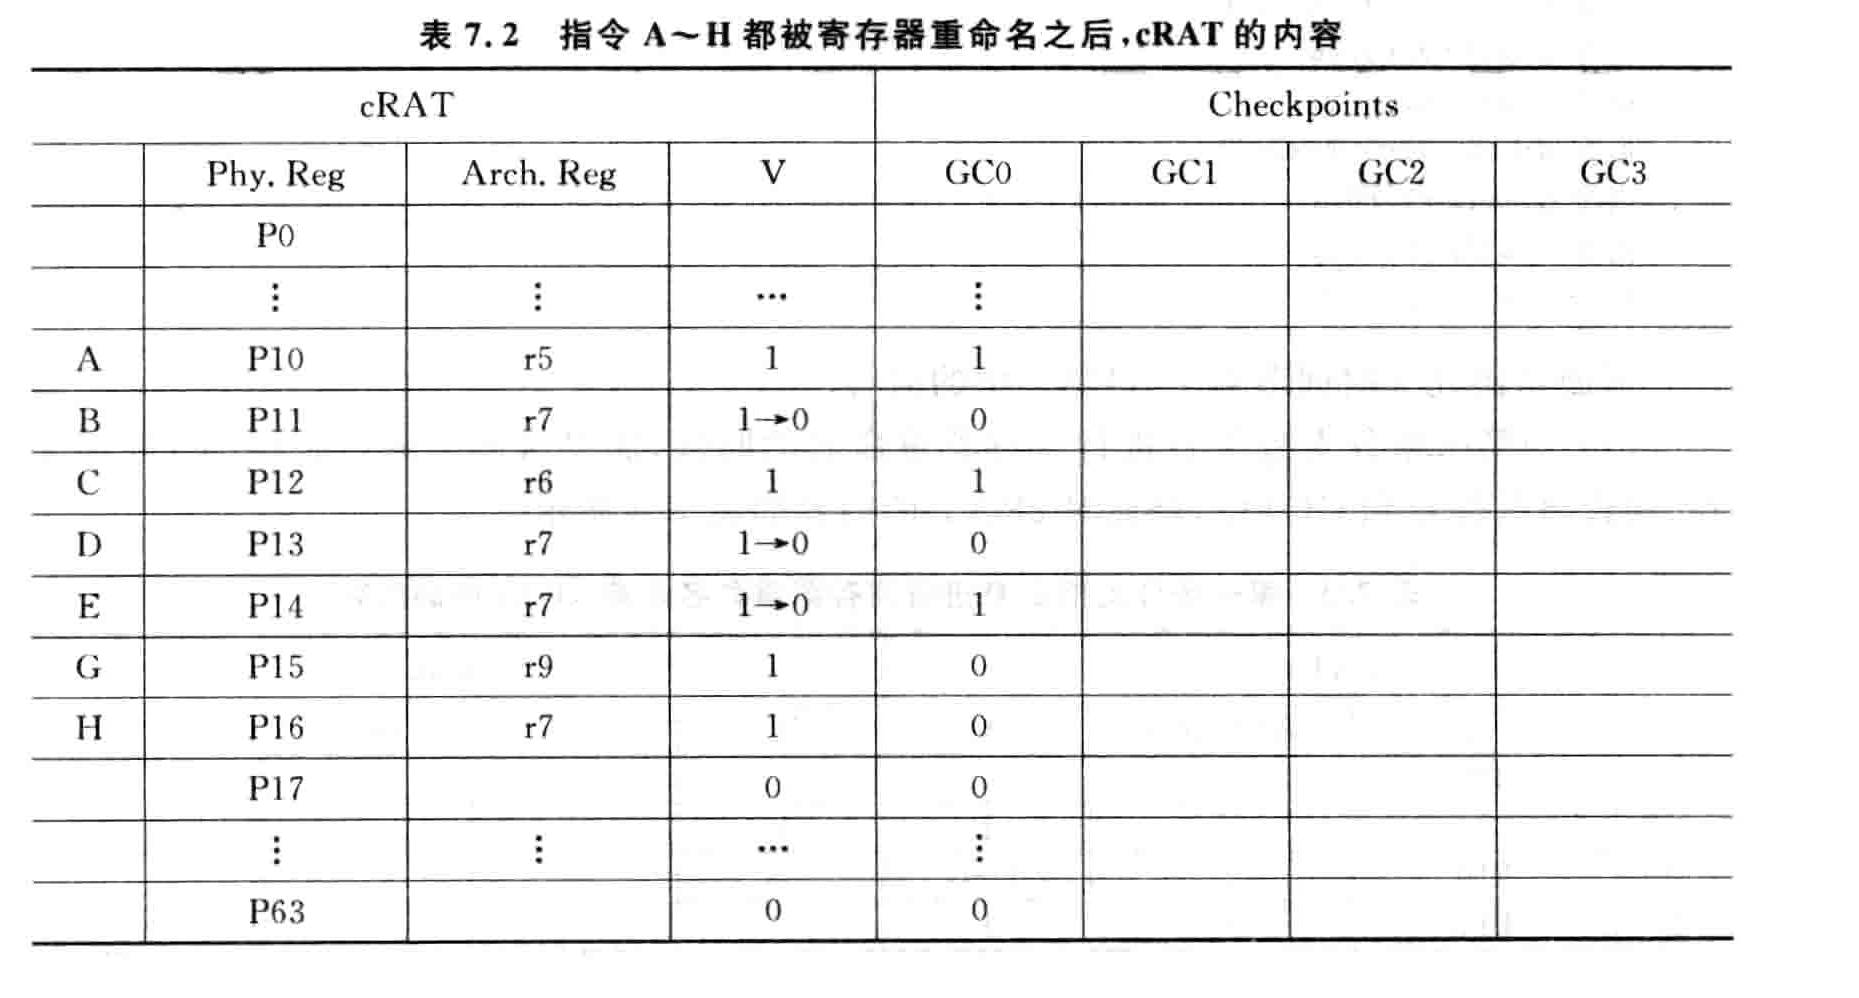 表 7.2 指令 A～H 都被寄存器重命名之后,cRAT 的内容
cRAT Checkpoints
Phy. Reg Arch. Reg V GC0 GC1 GC2 GC3
P0
⋮ ⋮ … ⋮
A P10 r5 1 1
B P11 r7 1→0 0
C P12 r6 1 1
D P13 r7 1→0 0
E P14 r7 1→0 1
G P15 r9 1 0
H P16 r7 1 0
P17 0 0
⋮ ⋮ … ⋮
P63 0 0